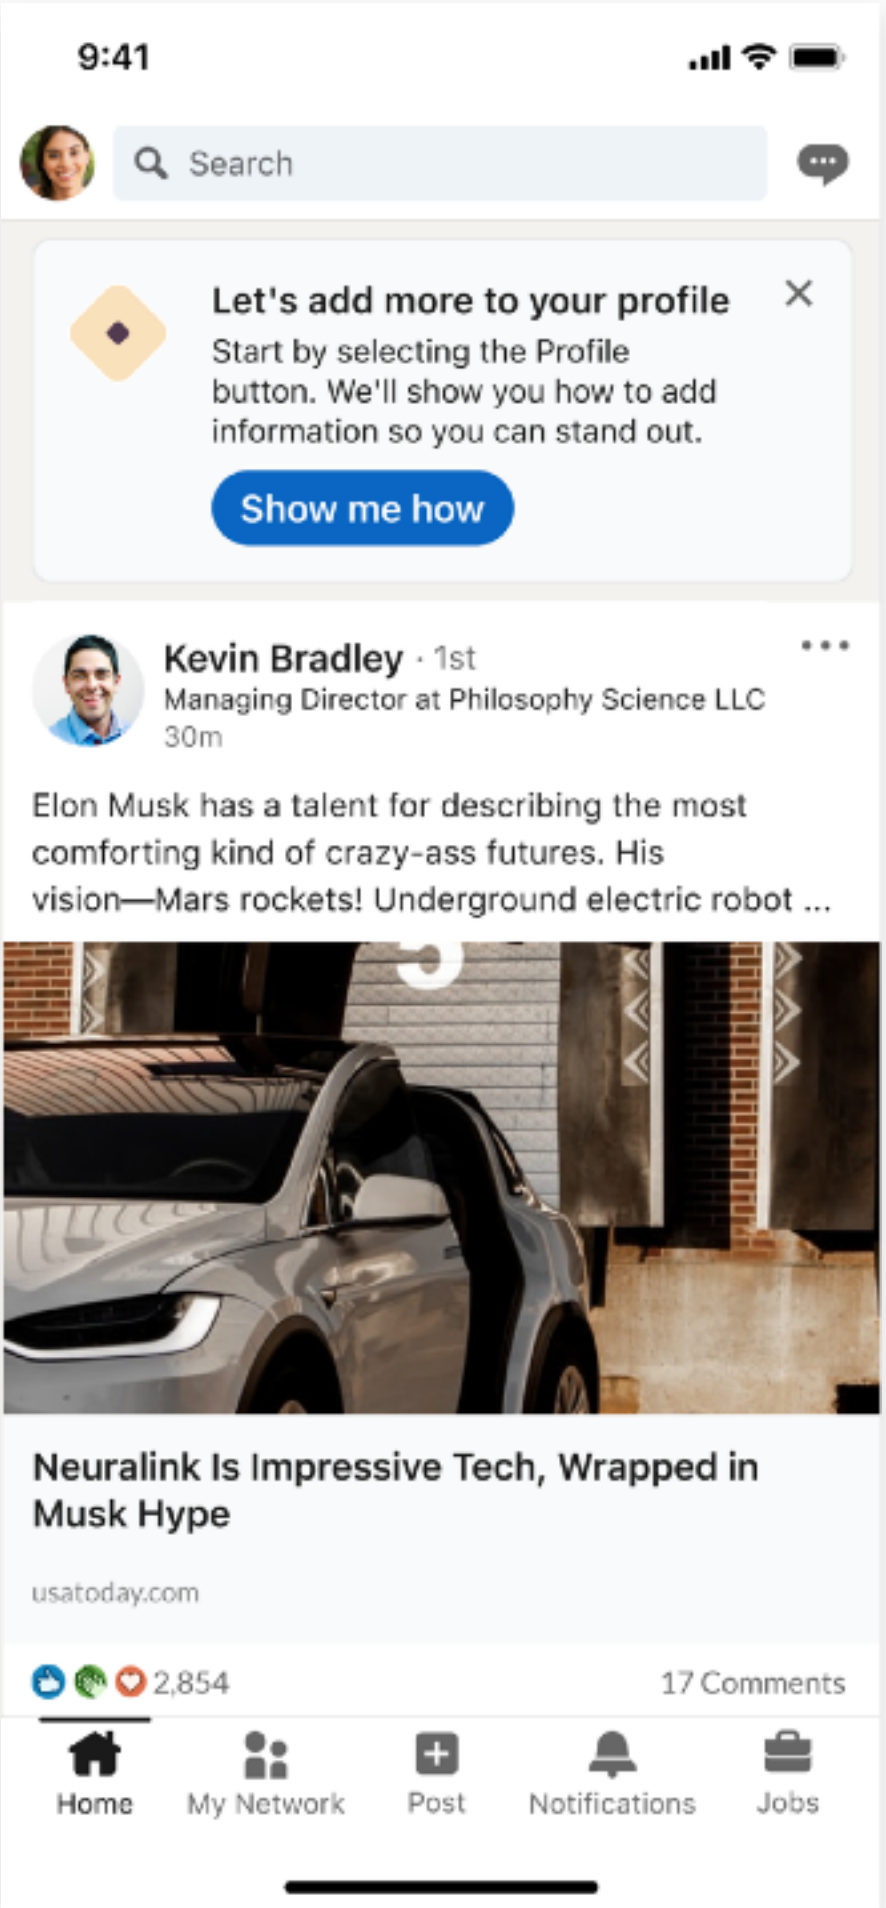 9:41
Search
Let's add more to your profile
Start by selecting the Profile
button. We'll show you how to add
information so you can stand out.
Show me how
Kevin Bradley · 1st
Managing Director at Philosophy Science LLC
30m
Elon Musk has a talent for describing the most
comforting kind of crazy-ass futures. His
vision—Mars rockets! Underground electric robot ...
5
Neuralink Is Impressive Tech, Wrapped in
Musk Hype
usatoday.com
2,854
17 Comments
Home
My Network
Post
Notifications
Jobs